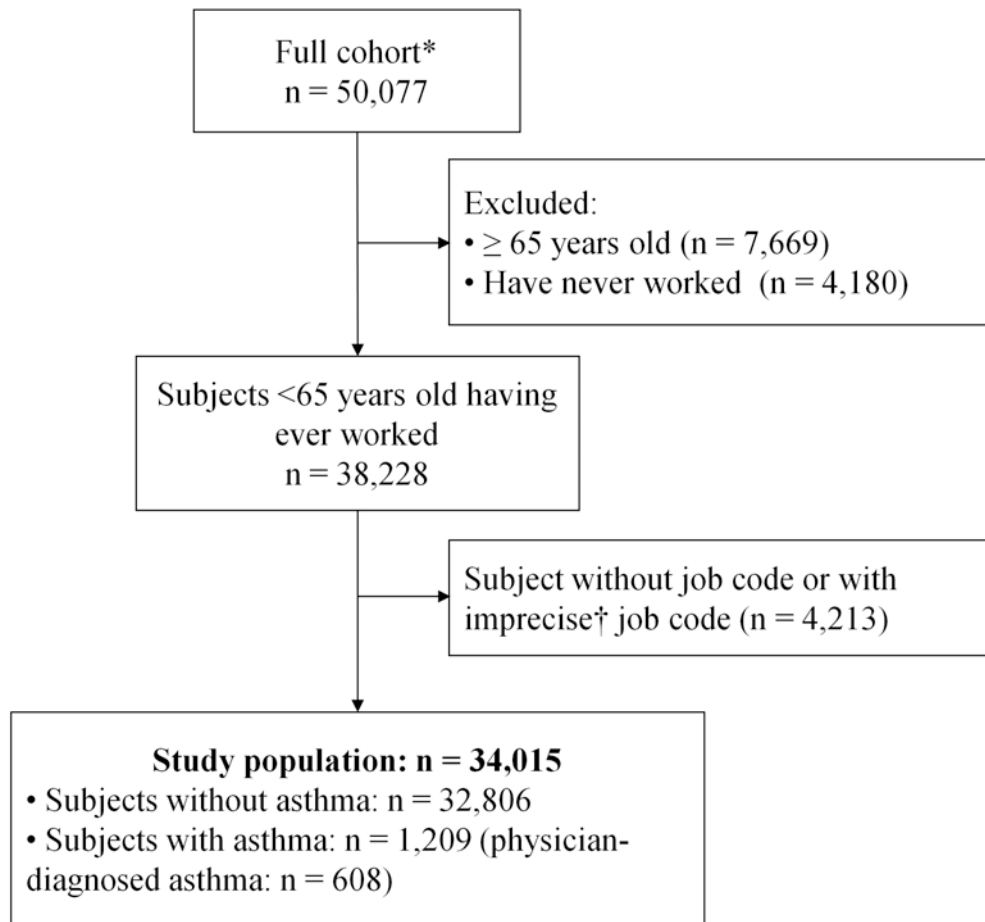 Full cohort*
n = 50,077
Excluded:
• ≥ 65 years old (n = 7,669)
• Have never worked  (n = 4,180)
Subjects <65 years old having
ever worked
n = 38,228
Subject without job code or with
imprecise† job code (n = 4,213)
Study population: n = 34,015
• Subjects without asthma: n = 32,806
• Subjects with asthma: n = 1,209 (physician-
diagnosed asthma: n = 608)